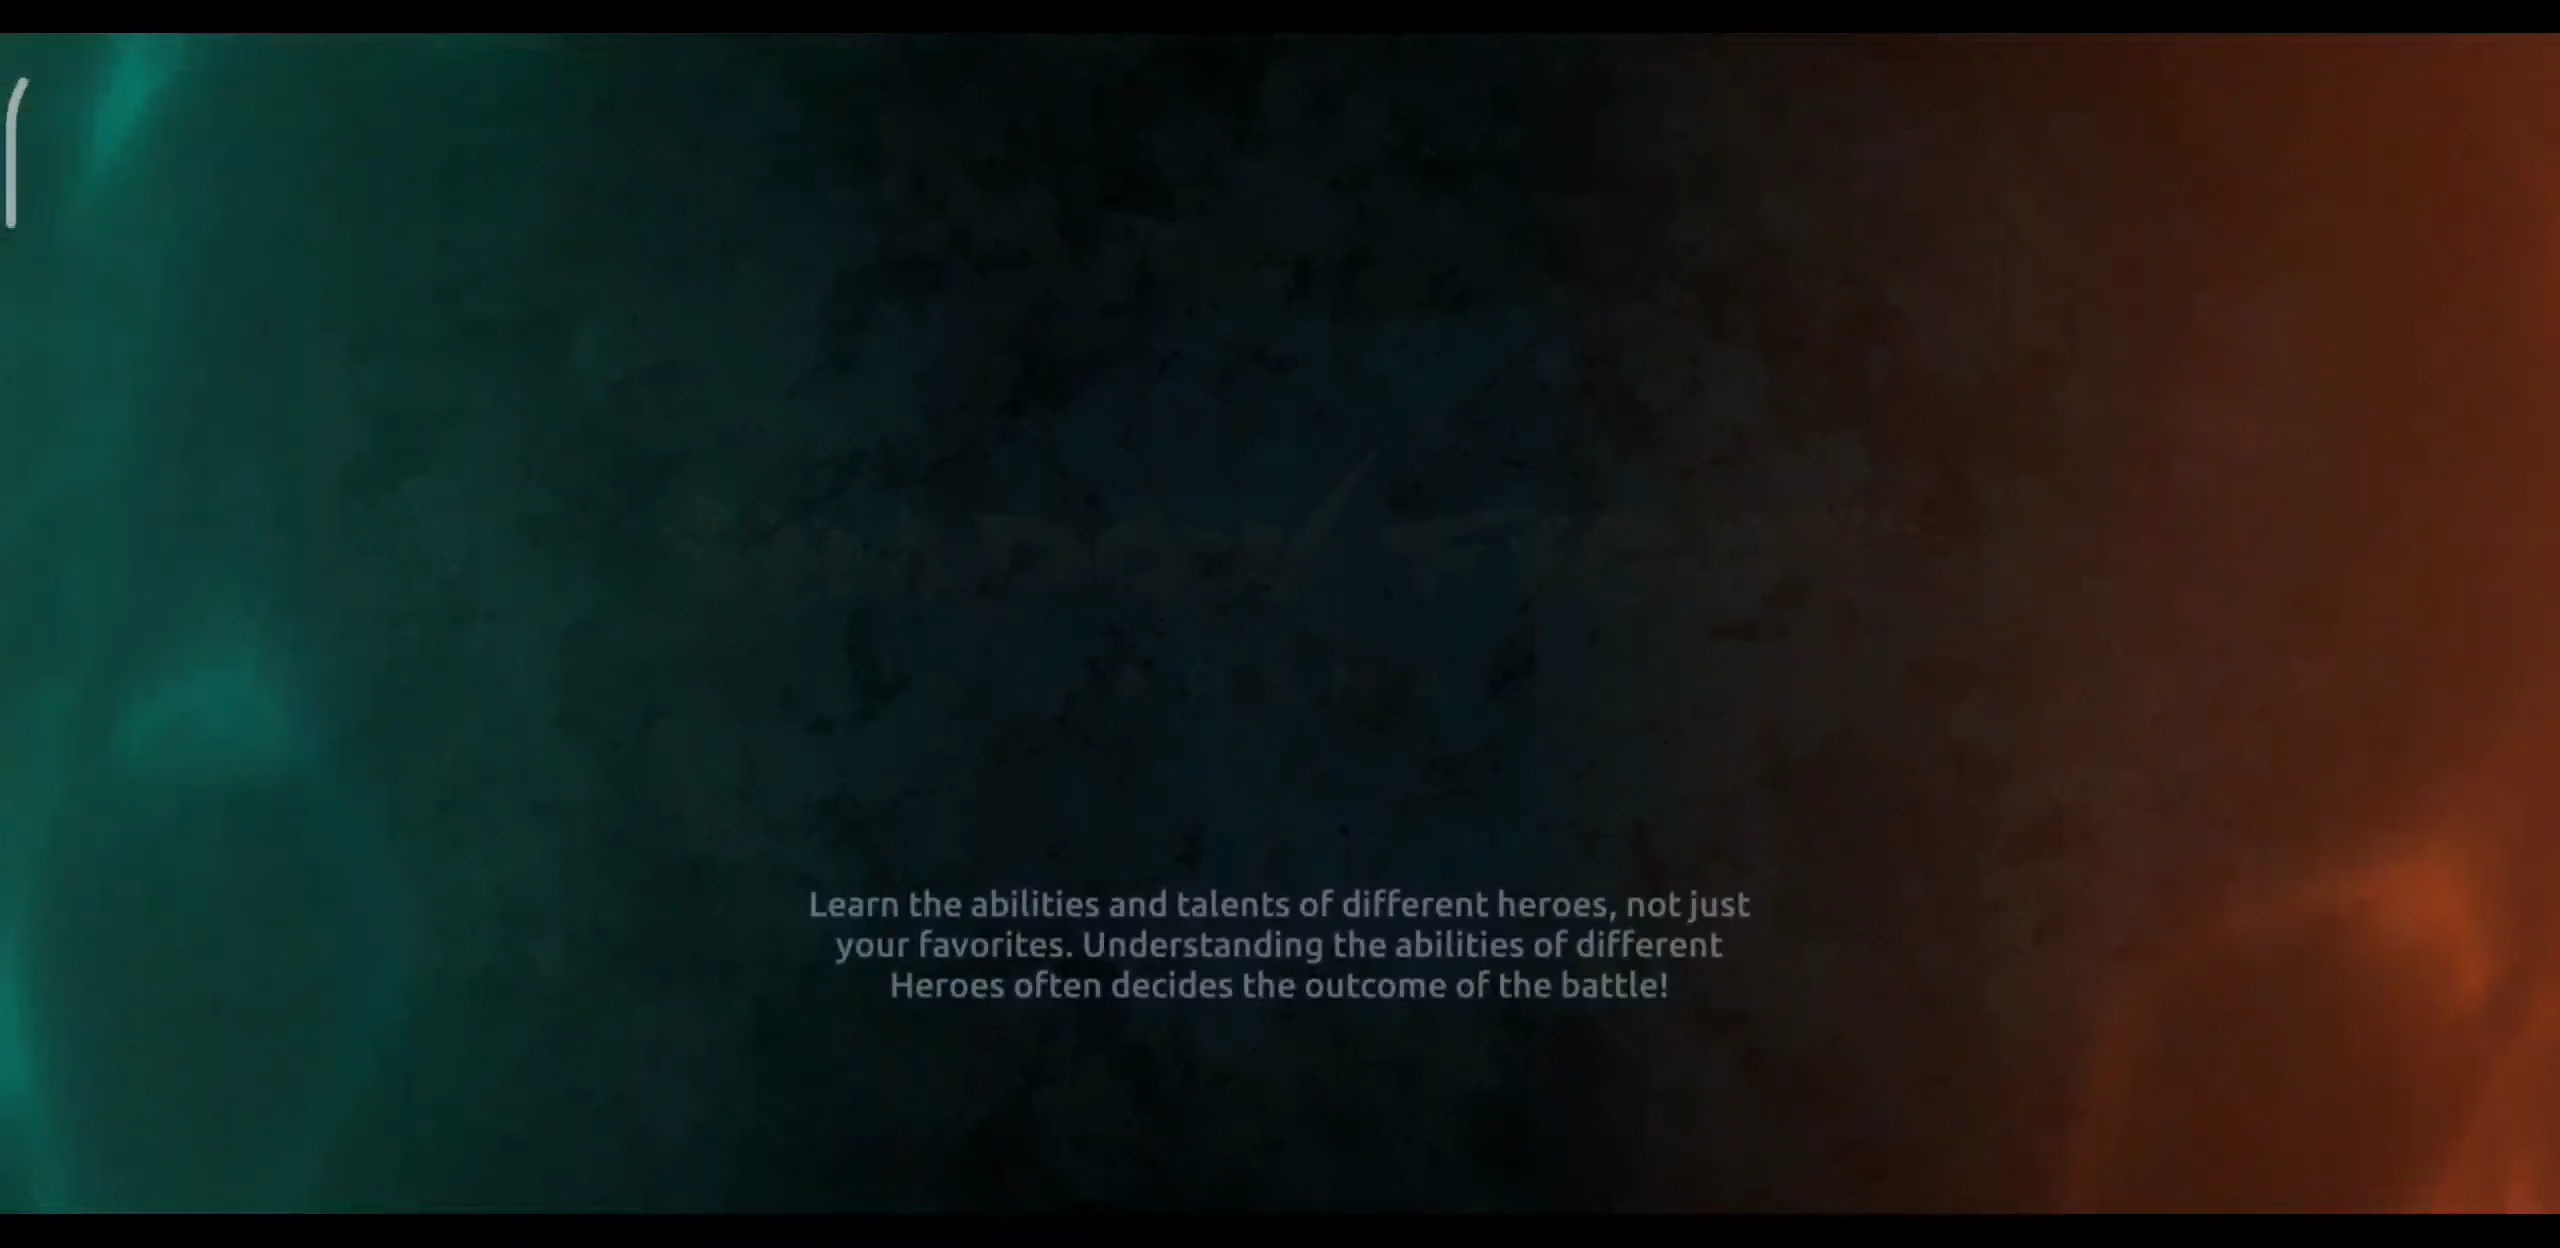 Learn the abilities and talents of different heroes, not just
your favorites. Understanding the abilities of different
Heroes often decides the outcome of the battle!